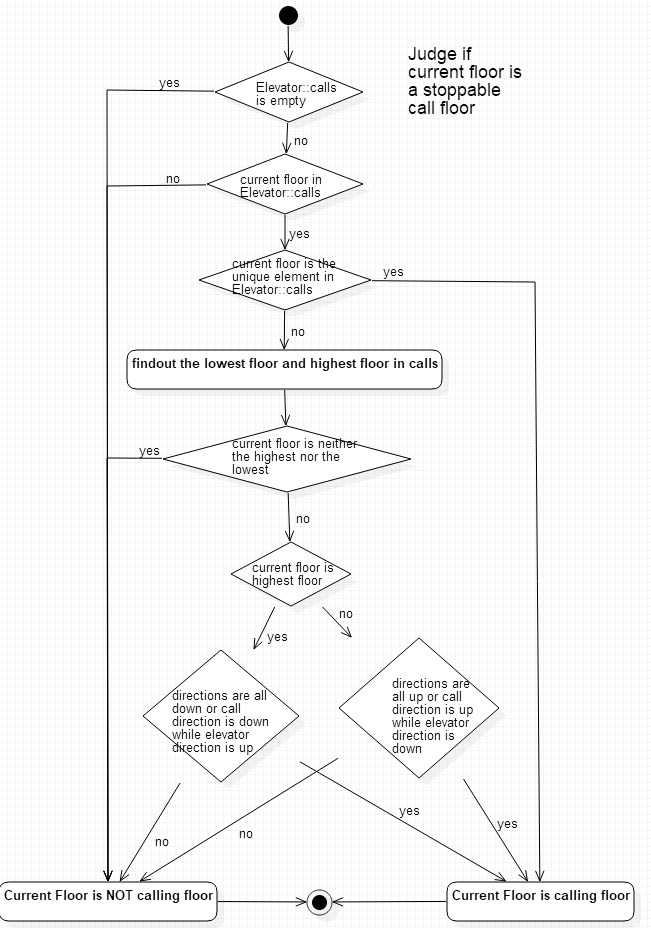 Judge if
current floor is
a stoppable
call floor
Elevator::calls
is empty
yes
no
current floor in
Elevator::calls
no
yes
current floor is the
unique element in
Elevator::calls
yes
no
findout the lowest floor and highest floor in calls
current floor is neither
the highest nor the
lowest
yes
no
current floor is
highest floor
yes
no
directions are all
down or call
direction is down
while elevator
direction is up
directions are
all up or call
direction is up
while elevator
direction is
down
no
no
yes
yes
Current Floor is NOT calling floor
Current Floor is calling floor